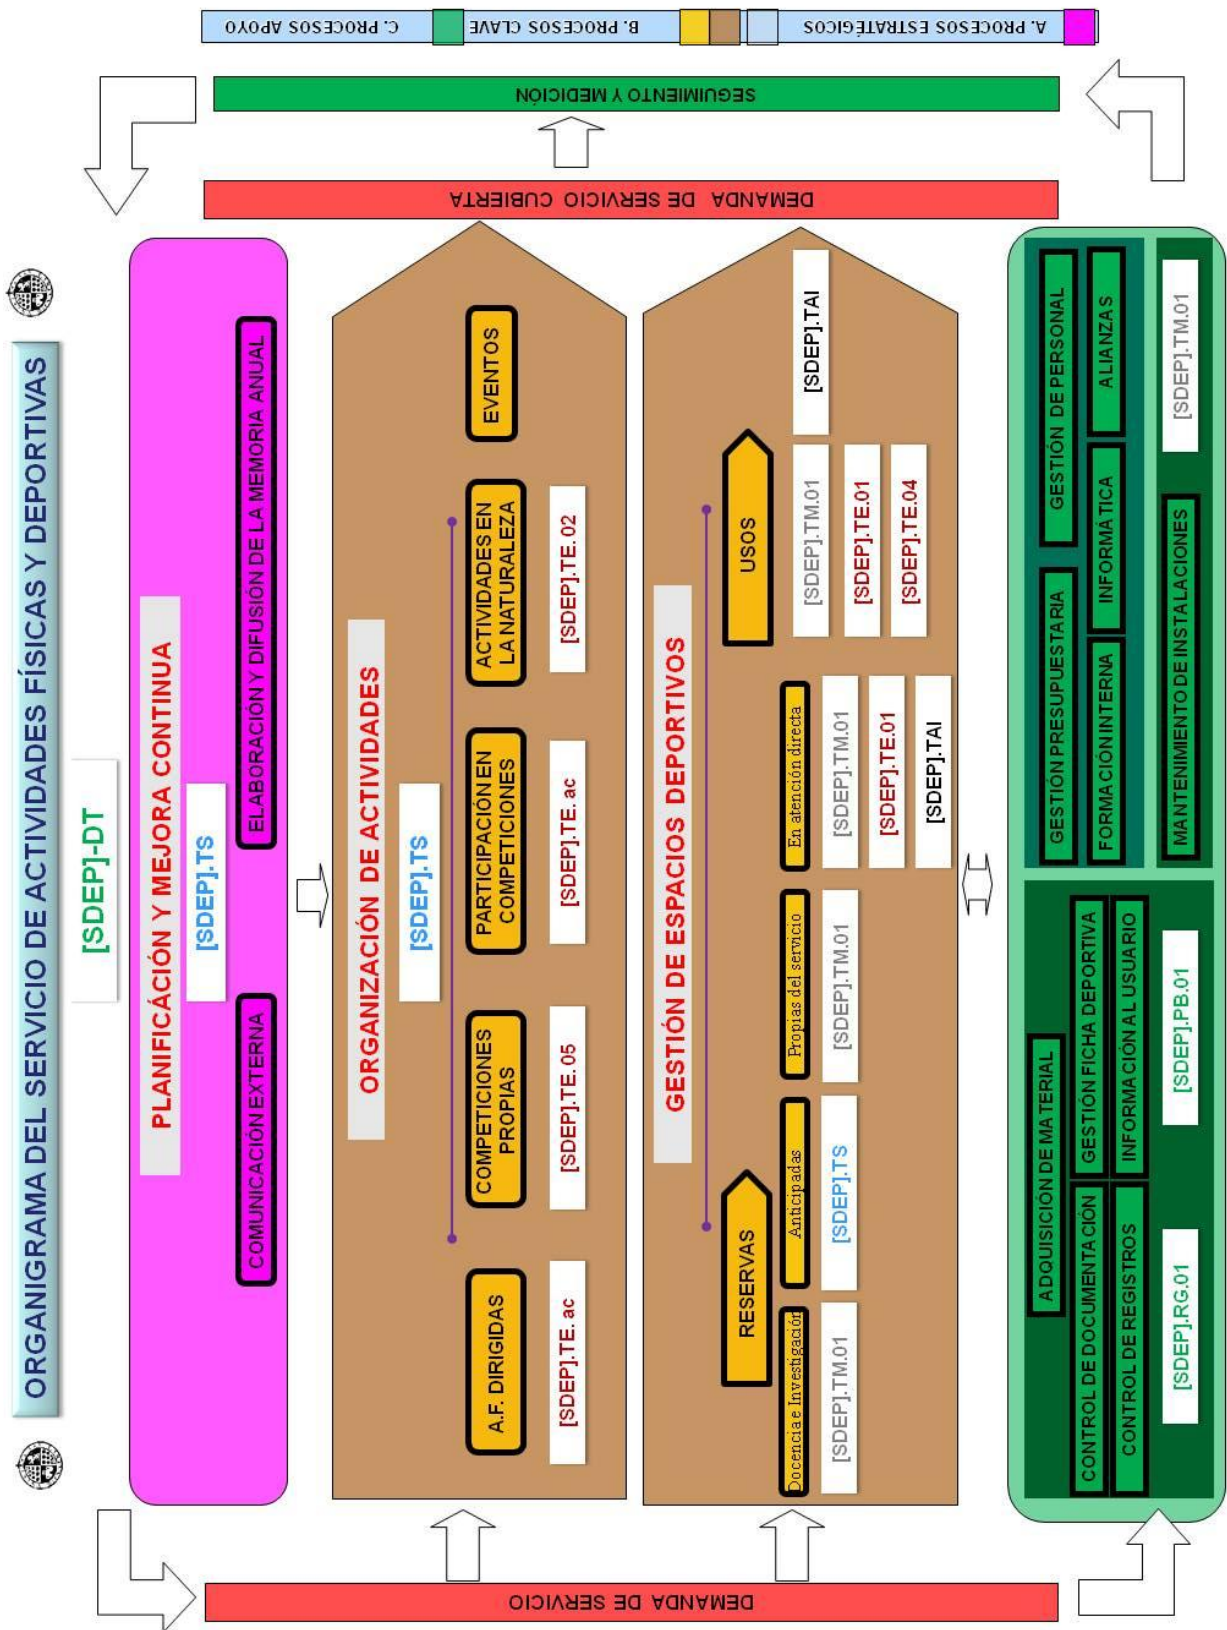 ORGANIGRAMA DEL SERVICIO DE ACTIVIDADES FÍSICAS Y DEPORTIVAS
[SDEP]-DT
PLANIFICÁCIÓN Y MEJORA CONTINUA
[SDEP].TS
COMUNICACIÓN EXTERNA
ELABORACIÓN Y DIFUSIÓN DE LA MEMORIA ANUAL
DEMANDA DE SERVICIO
ORGANIZACIÓN DE ACTIVIDADES
[SDEP].TS
A.F. DIRIGIDAS
COMPETICIONES
PROPIAS
PARTICIPACIÓN EN
COMPETICIONES
ACTIVIDADES EN
LA NATURALEZA
EVENTOS
[SDEP].TE. ac
[SDEP].TE. 05
[SDEP].TE. ac
[SDEP].TE. 02
GESTIÓN DE ESPACIOS DEPORTIVOS
RESERVAS
USOS
Docencia e Investigación
Anticipadas
Propias del servicio
En atención directa
[SDEP].TM.01
[SDEP].TS
[SDEP].TM.01
[SDEP].TM.01
[SDEP].TE.01
[SDEP].TAI
[SDEP].TM.01
[SDEP].TE.01
[SDEP].TE.04
[SDEP].TAI
DEMANDA DE SERVICIO CUBIERTA
SEGUIMIENTO Y MEDICIÓN
ADQUISICIÓN DE MATERIAL
CONTROL DE DOCUMENTACIÓN
GESTIÓN FICHA DEPORTIVA
CONTROL DE REGISTROS
INFORMACIÓN AL USUARIO
[SDEP].RG.01
[SDEP].PB.01
GESTIÓN PRESUPUESTARIA
GESTIÓN DE PERSONAL
FORMACIÓN INTERNA
INFORMÁTICA
ALIANZAS
MANTENIMIENTO DE INSTALACIONES
[SDEP].TM.01
A. PROCESOS ESTRATÉGICOS
B. PROCESOS CLAVE
C. PROCESOS APOYO